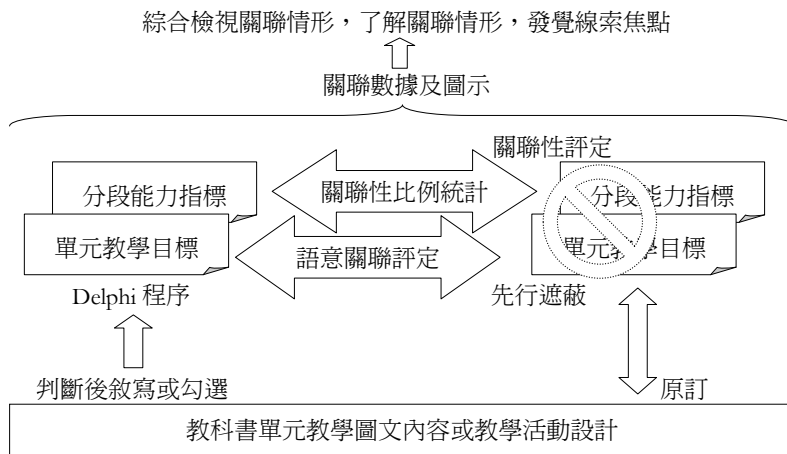 綜合檢視關聯情形，了解關聯情形，發覺線索焦點
關聯數據及圖示
關聯性評定
分段能力指標
關聯性比例統計
分段能力指標
單元教學目標
語意關聯評定
單元教學目標
Delphi 程序
先行遮蔽
判斷後敘寫或勾選
原訂
教科書單元教學圖文內容或教學活動設計